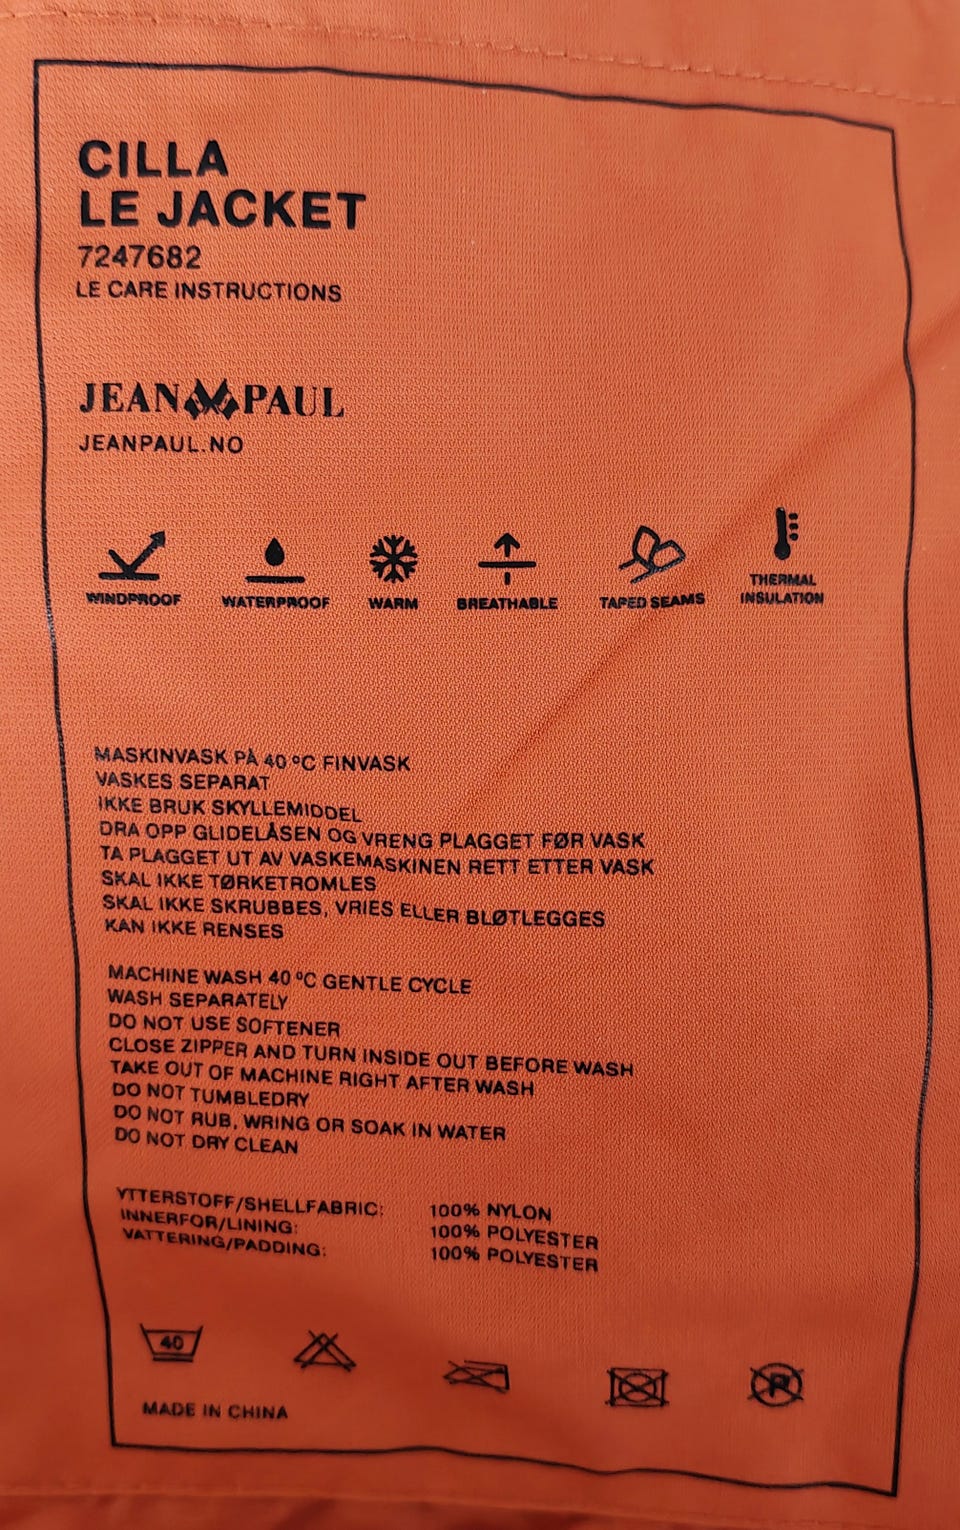 CILLA
LE JACKET
7247682
LE CARE INSTRUCTIONS
JEAN PAUL
JEANPAUL.NO
WINDPROOF
WATERPROOF
WARM
BREATHABLE
TAPED SEAMS
THERMAL
INSULATION
MASKINVASK PÅ 40 ºC FINVASK
VASKES SEPARAT
IKKE BRUK SKYLLEMIDDEL
DRA OPP GLIDELÅSEN OG VRENG PLAGGET FØR VASK
TA PLAGGET UT AV VASKEMASKINEN RETT ETTER VASK
SKAL IKKE TØRKETROMLES
SKAL IKKE SKRUBBES, VRIES ELLER BLØTLEGGES
KAN IKKE RENSES
MACHINE WASH 40 ºC GENTLE CYCLE
WASH SEPARATELY
DO NOT USE SOFTENER
CLOSE ZIPPER AND TURN INSIDE OUT BEFORE WASH
TAKE OUT OF MACHINE RIGHT AFTER WASH
DO NOT TUMBLEDRY
DO NOT RUB, WRING OR SOAK IN WATER
DO NOT DRY CLEAN
YTTERSTOFF/SHELLFABRIC: 100% NYLON
INNERFOR/LINING: 100% POLYESTER
VATTERING/PADDING: 100% POLYESTER
40
P
MADE IN CHINA